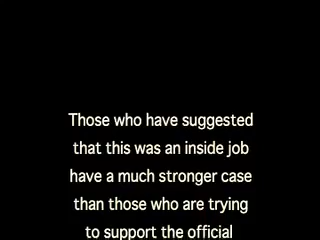 Those who have suggested
that this was an inside job
have a much stronger case
than those who are trying
to support the official